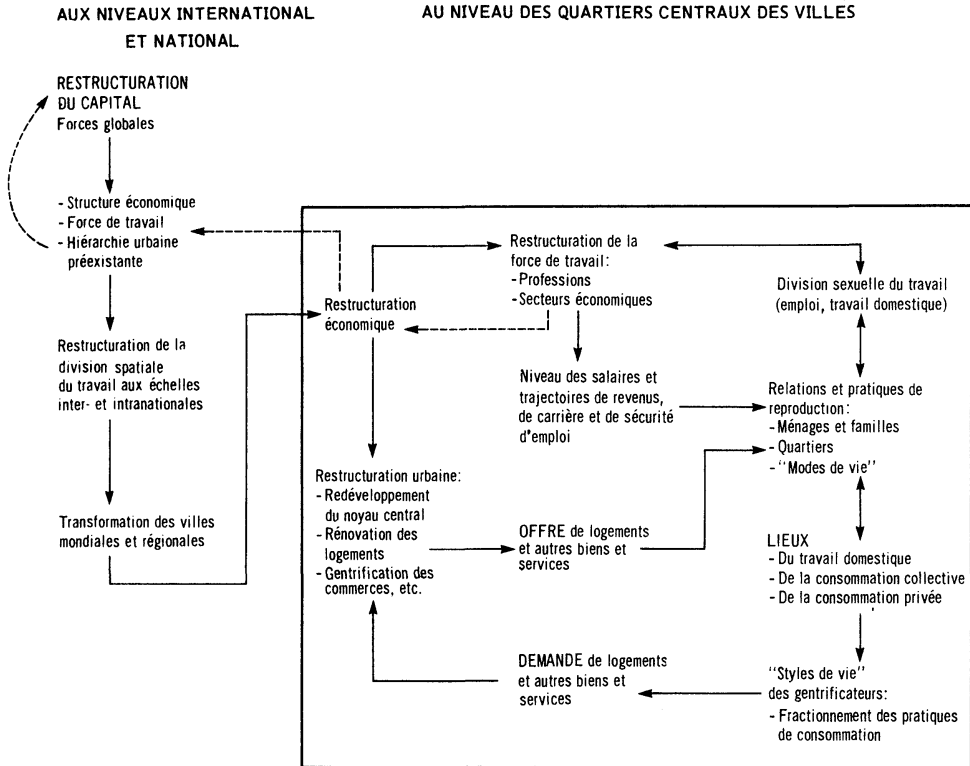 AUX NIVEAUX INTERNATIONAL
ET NATIONAL
AU NIVEAU DES QUARTIERS CENTRAUX DES VILLES
RESTRUCTURATION
DU CAPITAL
Forces globales
- Structure économique
- Force de travail
- Hiérarchie urbaine
préexistante
Restructuration de la
division spatiale
du travail aux échelles
inter- et intranationales
Transformation des villes
mondiales et régionales
Restructuration
économique
Restructuration de la
force de travail:
- Professions
- Secteurs économiques
Division sexuelle du travail
(emploi, travail domestique)
Niveau des salaires et
trajectoires de revenus,
de carrière et de sécurité
d'emploi
Relations et pratiques de
reproduction:
- Ménages et familles
- Quartiers
- "Modes de vie"
Restructuration urbaine:
- Redéveloppement
du noyau central
- Rénovation des
logements
- Gentrification des
commerces, etc.
OFFRE de logements
et autres biens et
services
LIEUX
- Du travail domestique
- De la consommation collective
- De la consommation privée
DEMANDE de logements
et autres biens et
services
"Styles de vie"
des gentrificateurs:
- Fractionnement des pratiques
de consommation